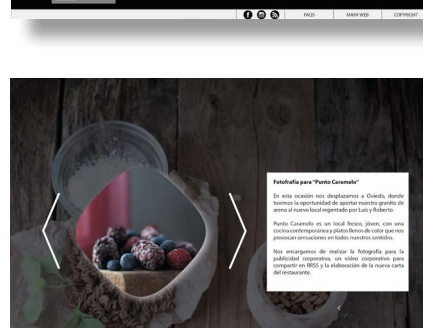 FAQS MAPA WEB COPYRIGHT
Fotofrafía para "Punto Caramelo"
En esta ocasión nos desplazamos a Oviedo, donde
tuvimos la oportunidad de aportar nuestro granito de
arena al nuevo local regentado por Luis y Roberto.
Punto Caramelo es un local fresco, jóven, con una
cocina contemporánea y platos llenos de color que nos
provocan sensaciones en todos nuestros sentidos.
Nos encargamos de realizar la fotografía para la
publicidad corporativa, un video corporativo para
compartir en RRSS y la elaboración de la nueva carta
del restaurante.